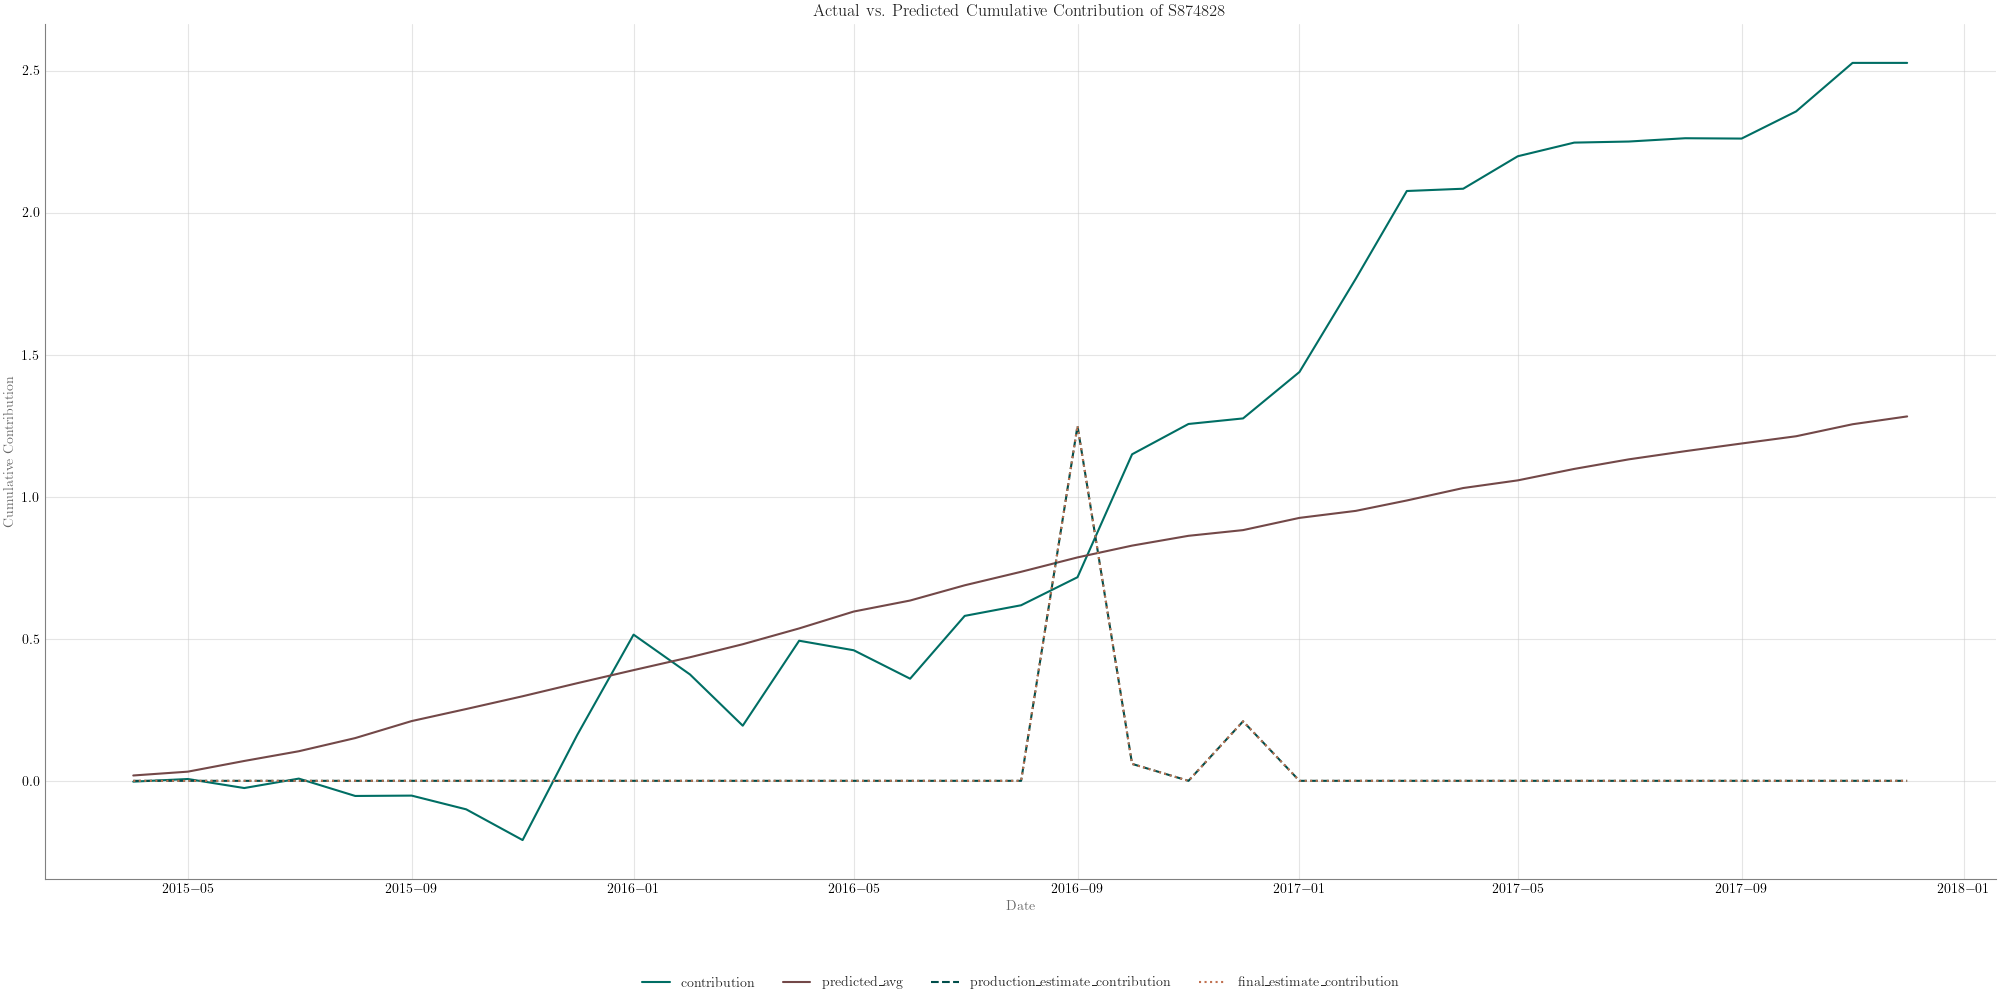 Actual vs. Predicted Cumulative Contribution of S874828
Cumulative Contribution
2.5
2.0
1.5
1.0
0.5
0.0
2015−05 2015−09 2016−01 2016−05 2016−09 2017−01 2017−05 2017−09 2018−01
Date
contribution predicted_avg production_estimate_contribution final_estimate_contribution